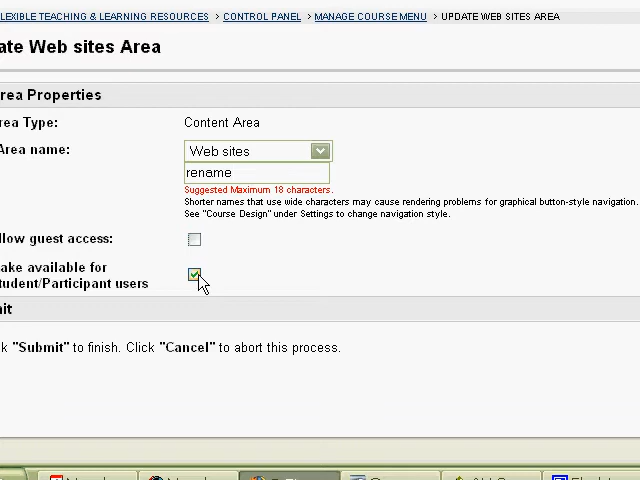 LEXIBLE TEACHING & LEARNING RESOURCES > CONTROL PANEL > MANAGE COURSE MENU > UPDATE WEB SITES AREA
ate Web sites Area
rea Properties
rea Type: Content Area
Area name: Web sites
rename
Suggested Maximum 18 characters.
Shorter names that use wide characters may cause rendering problems for graphical button-style navigation.
See "Course Design" under Settings to change navigation style.
llow guest access:
ake available for
tudent/Participant users
nit
k "Submit" to finish. Click "Cancel" to abort this process.